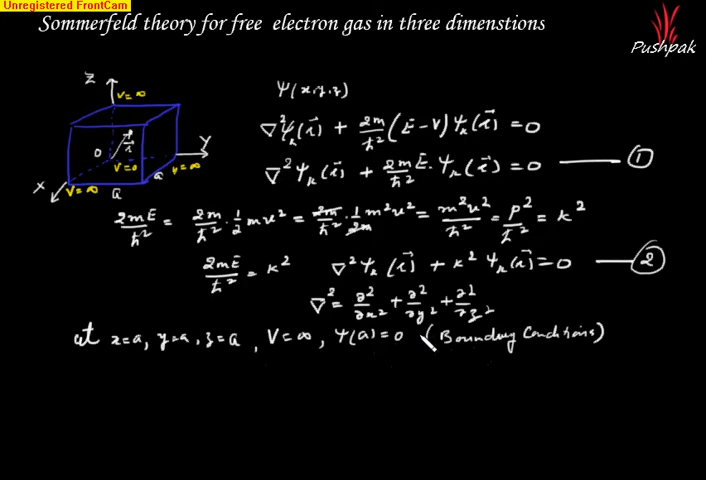 Unregistered FrontCam
Sommerfeld theory for free electron gas in three dimenstions
Pushpak
Z
V=∞
ψ(x,y,z)
∇²ψₖ(r⃗) + 2m/ħ² (E-V) ψₖ(r⃗) = 0
O
r⃗
Y
V=0
a
V=∞
∇²ψₖ(r⃗) + 2mE/ħ² . ψₖ(r⃗) = 0 —— ①
X
V=∞
a
2mE/ħ² = 2m/ħ² . 1/2 mv² = 2m/ħ² . 1/2m m²v² = m²v²/ħ² = p²/ħ² = k²
2mE/ħ² = k² ∇²ψₖ(r⃗) + k² ψₖ(r⃗) = 0 —— ②
∇² = ∂²/∂x² + ∂²/∂y² + ∂²/∂z²
at x=a, y=a, z=a, V=∞, ψ(a)=0 (Boundary Conditions)